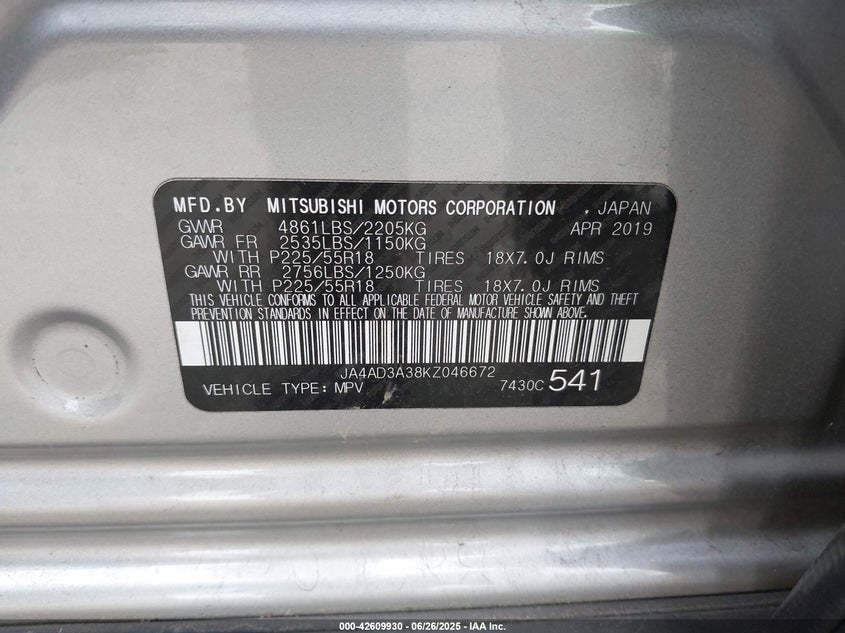 MFD.BY MITSUBISHI MOTORS CORPORATION , JAPAN
GVWR 4861LBS/2205KG APR 2019
GAWR FR 2535LBS/1150KG
WITH P225/55R18 TIRES 18X7.0J RIMS
GAWR RR 2756LBS/1250KG
WITH P225/55R18 TIRES 18X7.0J RIMS
THIS VEHICLE CONFORMS TO ALL APPLICABLE FEDERAL MOTOR VEHICLE SAFETY AND THEFT
PREVENTION STANDARDS IN EFFECT ON THE DATE OF MANUFACTURE SHOWN ABOVE.
JA4AD3A38KZ046672
VEHICLE TYPE: MPV 7430C 541
000-42609930 - 06/26/2025 - IAA Inc.